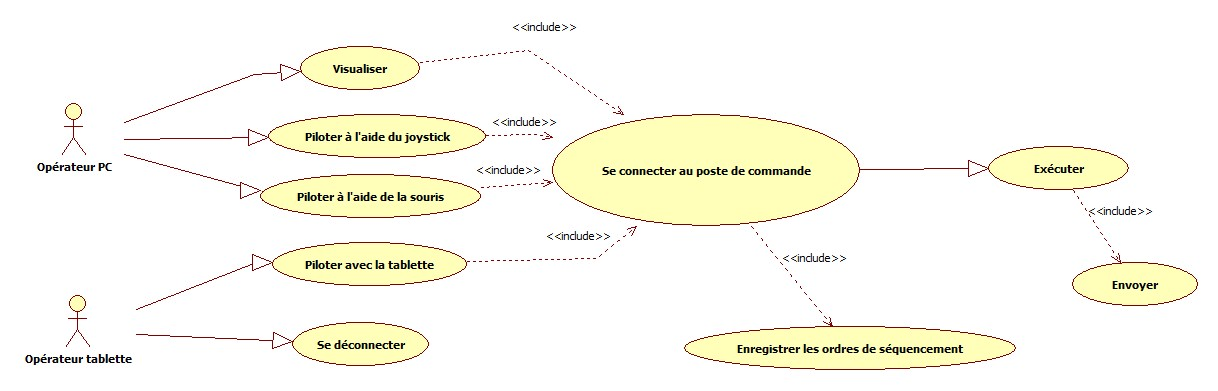 <<include>>
Visualiser
Opérateur PC
Piloter à l'aide du joystick
<<include>>
Piloter à l'aide de la souris
<<include>>
Se connecter au poste de commande
Exécuter
<<include>>
Envoyer
Piloter avec la tablette
<<include>>
<<include>>
Opérateur tablette
Se déconnecter
Enregistrer les ordres de séquencement